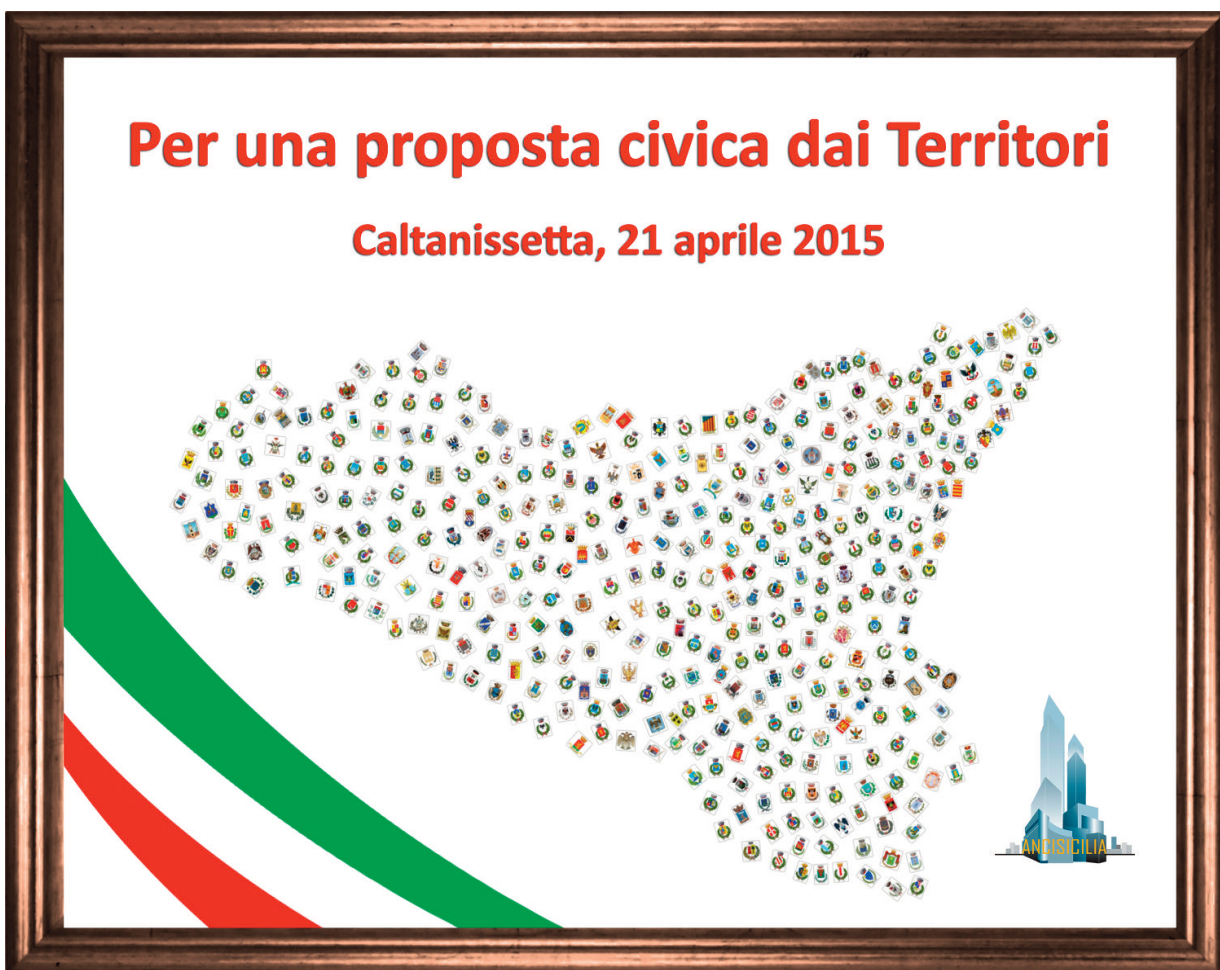 Per una proposta civica dai Territori
Caltanissetta, 21 aprile 2015
ANCISICILIA